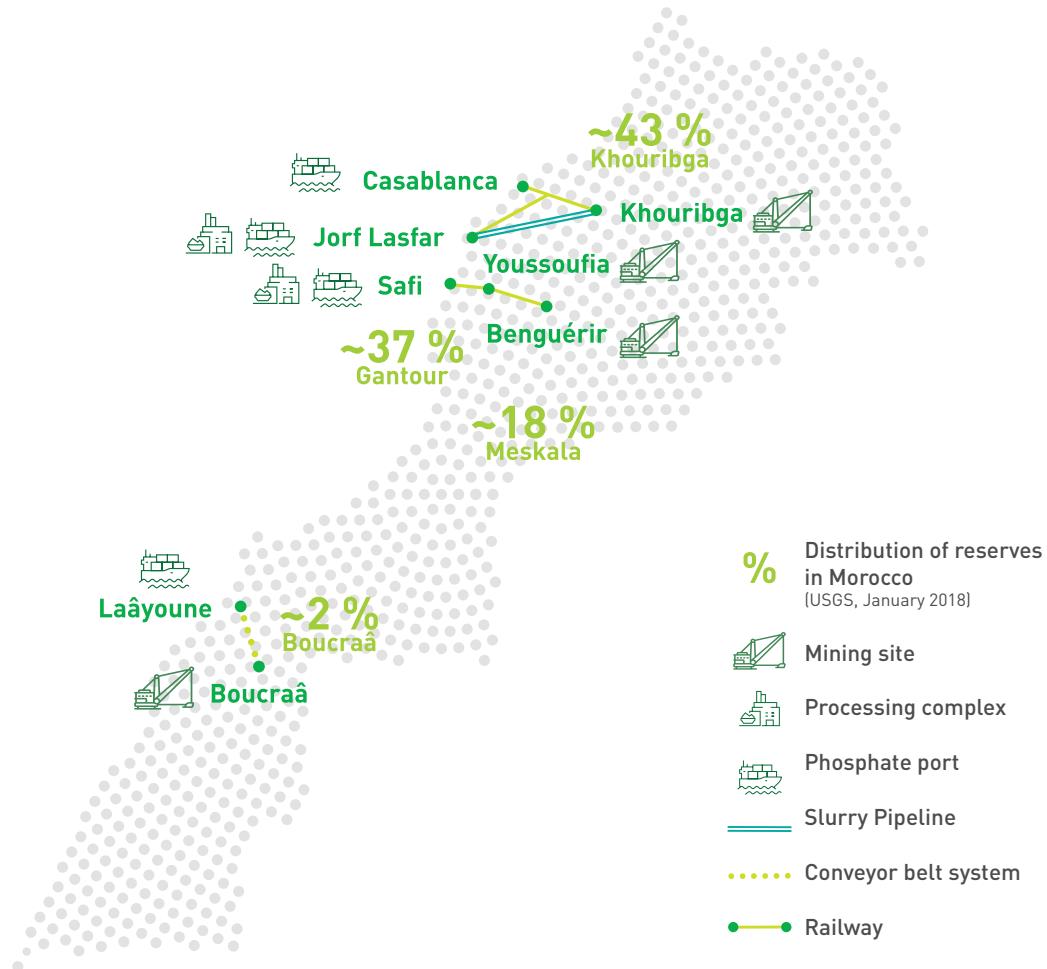 ~43 %
Khouribga
Casablanca
Khouribga
Jorf Lasfar
Youssoufia
Safi
Benguérir
~37 %
Gantour
~18 %
Meskala
Laâyoune
~2 %
Boucraâ
Boucraâ
% Distribution of reserves
in Morocco
(USGS, January 2018)
Mining site
Processing complex
Phosphate port
Slurry Pipeline
Conveyor belt system
Railway